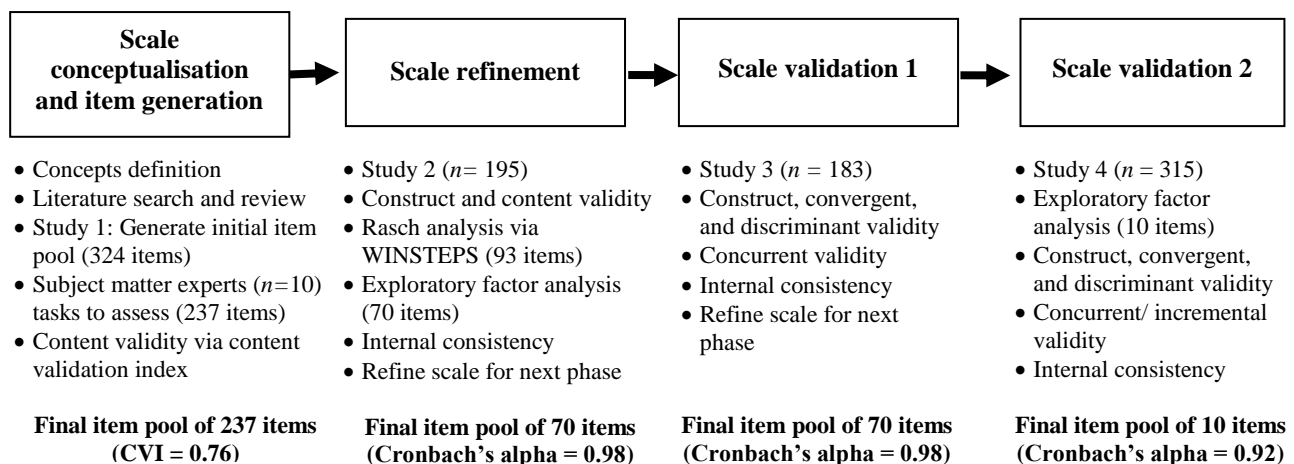 Scale
conceptualisation
and item generation
Scale refinement
Scale validation 1
Scale validation 2
• Concepts definition
• Literature search and review
• Study 1: Generate initial item
pool (324 items)
• Subject matter experts (n=10)
tasks to assess (237 items)
• Content validity via content
validation index
Final item pool of 237 items
(CVI = 0.76)
• Study 2 (n= 195)
• Construct and content validity
• Rasch analysis via
WINSTEPS (93 items)
• Exploratory factor analysis
(70 items)
• Internal consistency
• Refine scale for next phase
Final item pool of 70 items
(Cronbach’s alpha = 0.98)
• Study 3 (n = 183)
• Construct, convergent,
and discriminant validity
• Concurrent validity
• Internal consistency
• Refine scale for next
phase
Final item pool of 70 items
(Cronbach’s alpha = 0.98)
• Study 4 (n = 315)
• Exploratory factor
analysis (10 items)
• Construct, convergent,
and discriminant validity
• Concurrent/ incremental
validity
• Internal consistency
Final item pool of 10 items
(Cronbach’s alpha = 0.92)